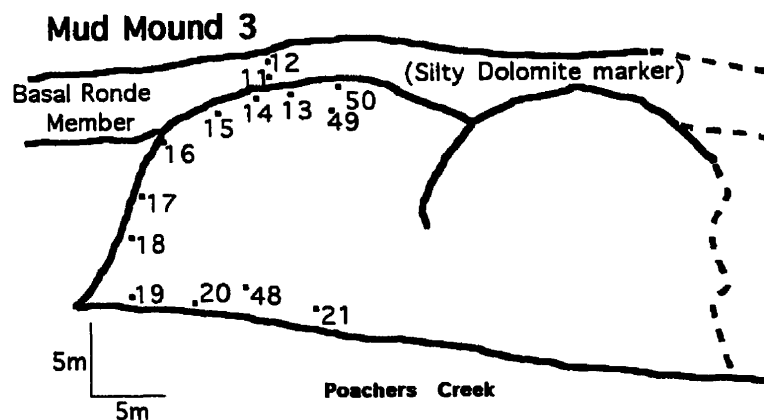 Mud Mound 3
12
11
(Silty Dolomite marker)
Basal Ronde
Member
50
13
14
15
49
16
17
18
19
20
48
21
5m
5m
Poachers Creek